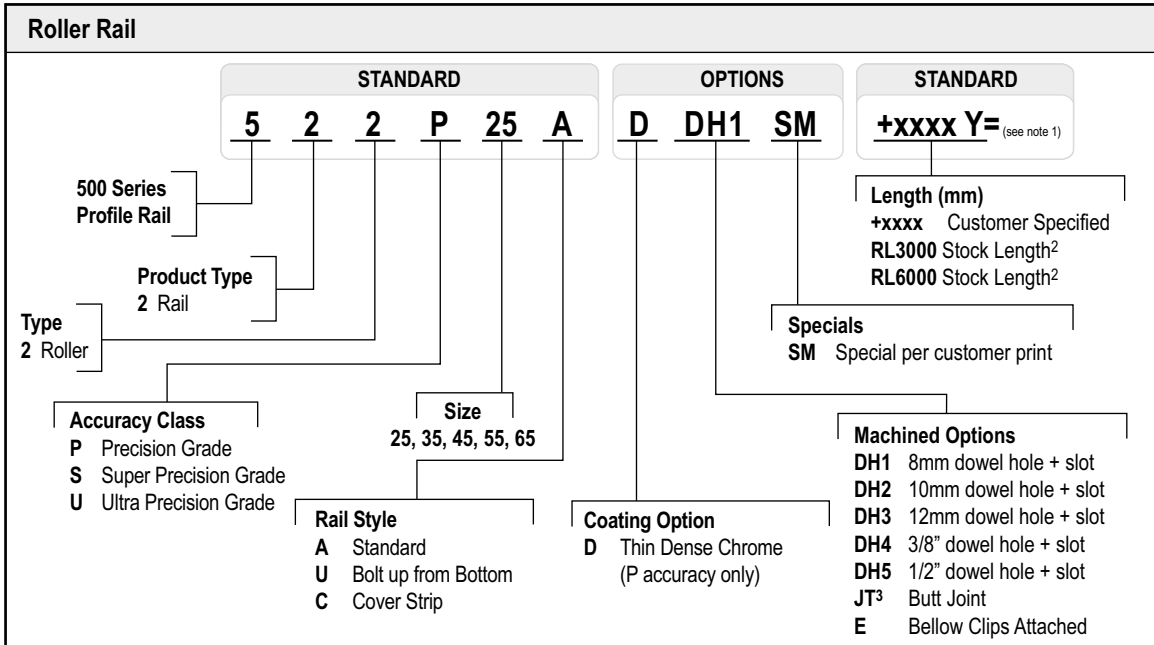 Roller Rail
STANDARD OPTIONS STANDARD
5 2 2 P 25 A D DH1 SM +xxxx Y= (see note 1)
500 Series
Profile Rail
Product Type
2 Rail
Type
2 Roller
Accuracy Class
P Precision Grade
S Super Precision Grade
U Ultra Precision Grade
Size
25, 35, 45, 55, 65
Rail Style
A Standard
U Bolt up from Bottom
C Cover Strip
Coating Option
D Thin Dense Chrome
(P accuracy only)
Length (mm)
+xxxx Customer Specified
RL3000 Stock Length2
RL6000 Stock Length2
Specials
SM Special per customer print
Machined Options
DH1 8mm dowel hole + slot
DH2 10mm dowel hole + slot
DH3 12mm dowel hole + slot
DH4 3/8” dowel hole + slot
DH5 1/2” dowel hole + slot
JT3 Butt Joint
E Bellow Clips Attached